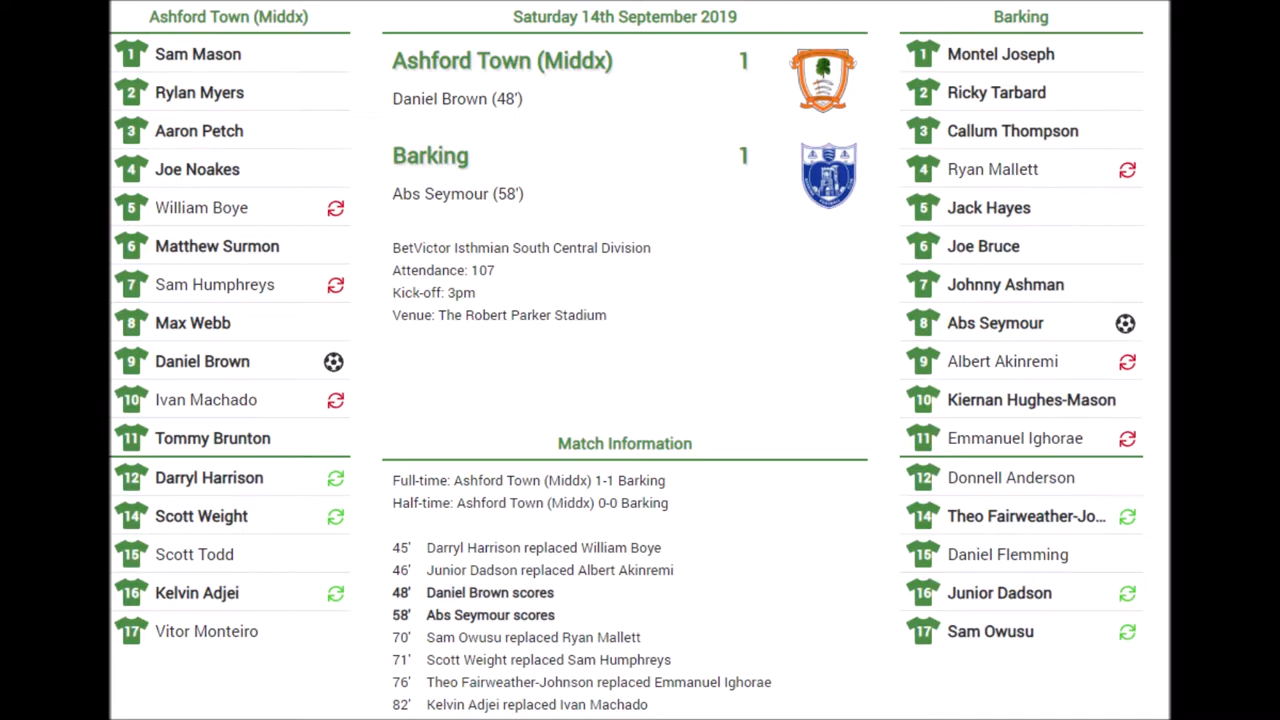 Ashford Town (Middx)
1 Sam Mason
2 Rylan Myers
3 Aaron Petch
4 Joe Noakes
5 William Boye
6 Matthew Surmon
7 Sam Humphreys
8 Max Webb
9 Daniel Brown
10 Ivan Machado
11 Tommy Brunton
12 Darryl Harrison
14 Scott Weight
15 Scott Todd
16 Kelvin Adjei
17 Vitor Monteiro
Saturday 14th September 2019
Ashford Town (Middx) 1
Daniel Brown (48')
Barking 1
Abs Seymour (58')
BetVictor Isthmian South Central Division
Attendance: 107
Kick-off: 3pm
Venue: The Robert Parker Stadium
Match Information
Full-time: Ashford Town (Middx) 1-1 Barking
Half-time: Ashford Town (Middx) 0-0 Barking
45' Darryl Harrison replaced William Boye
46' Junior Dadson replaced Albert Akinremi
48' Daniel Brown scores
58' Abs Seymour scores
70' Sam Owusu replaced Ryan Mallett
71' Scott Weight replaced Sam Humphreys
76' Theo Fairweather-Johnson replaced Emmanuel Ighorae
82' Kelvin Adjei replaced Ivan Machado
Barking
1 Montel Joseph
2 Ricky Tarbard
3 Callum Thompson
4 Ryan Mallett
5 Jack Hayes
6 Joe Bruce
7 Johnny Ashman
8 Abs Seymour
9 Albert Akinremi
10 Kiernan Hughes-Mason
11 Emmanuel Ighorae
12 Donnell Anderson
14 Theo Fairweather-Jo...
15 Daniel Flemming
16 Junior Dadson
17 Sam Owusu